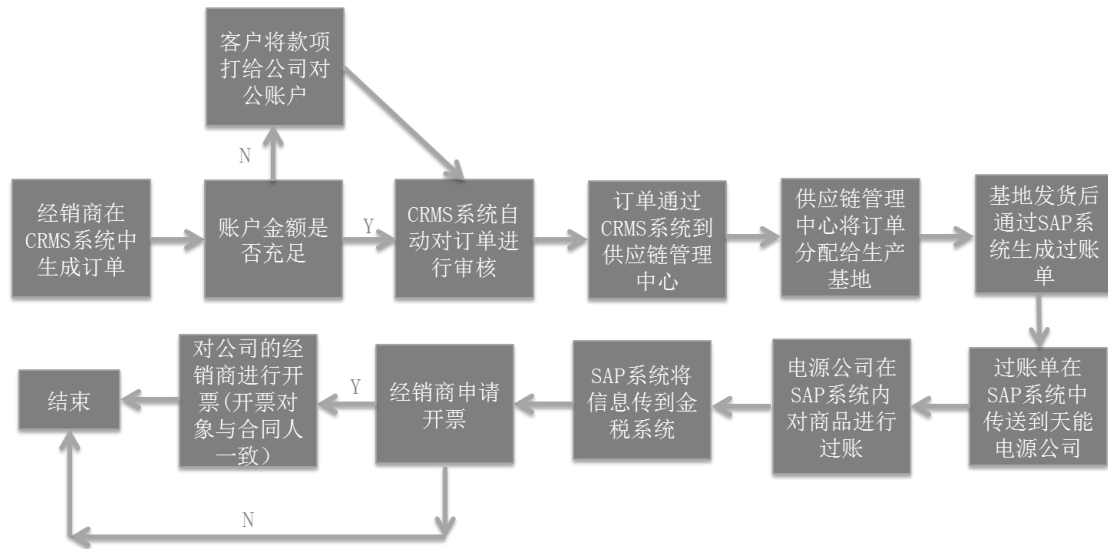 客户将款项
打给公司对
公账户
N
经销商在
CRMS系统中
生成订单
账户金额是
否充足
Y
CRMS系统自
动对订单进
行审核
订单通过
CRMS系统到
供应链管理
中心
供应链管理
中心将订单
分配给生产
基地
基地发货后
通过SAP系
统生成过账
单
过账单在
SAP系统中
传送到天能
电源公司
电源公司在
SAP系统内
对商品进行
过账
SAP系统将
信息传到金
税系统
经销商申请
开票
Y
对公司的经
销商进行开
票(开票对
象与合同人
一致)
结束
N